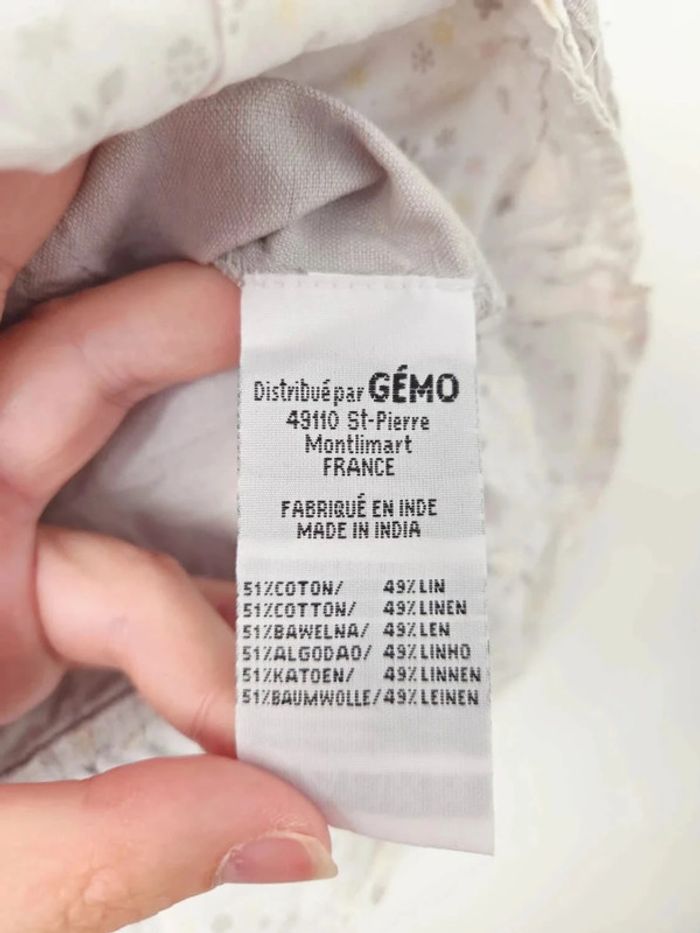 Distribué par GÉMO
49110 St-Pierre
Montlimart
FRANCE
FABRIQUÉ EN INDE
MADE IN INDIA
51%COTON/ 49%LIN
51%COTTON/ 49%LINEN
51%BAWELNA/ 49%LEN
51%ALGODAO/ 49%LINHO
51%KATOEN/ 49%LINNEN
51%BAUMWOLLE/49%LEINEN